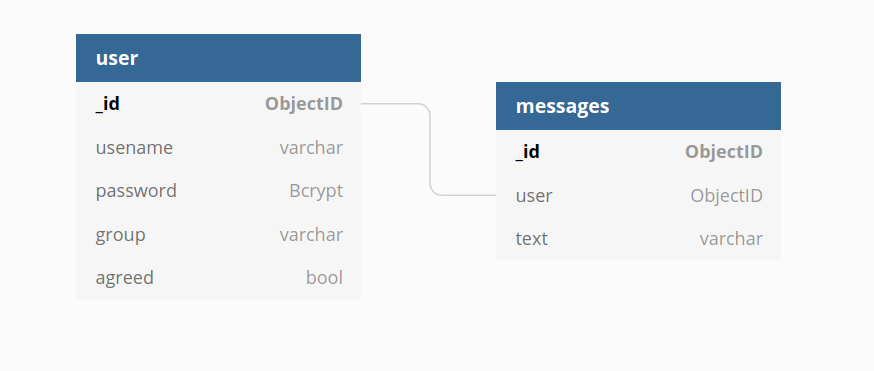 user
_id ObjectID
usename varchar
password Bcrypt
group varchar
agreed bool
messages
_id ObjectID
user ObjectID
text varchar